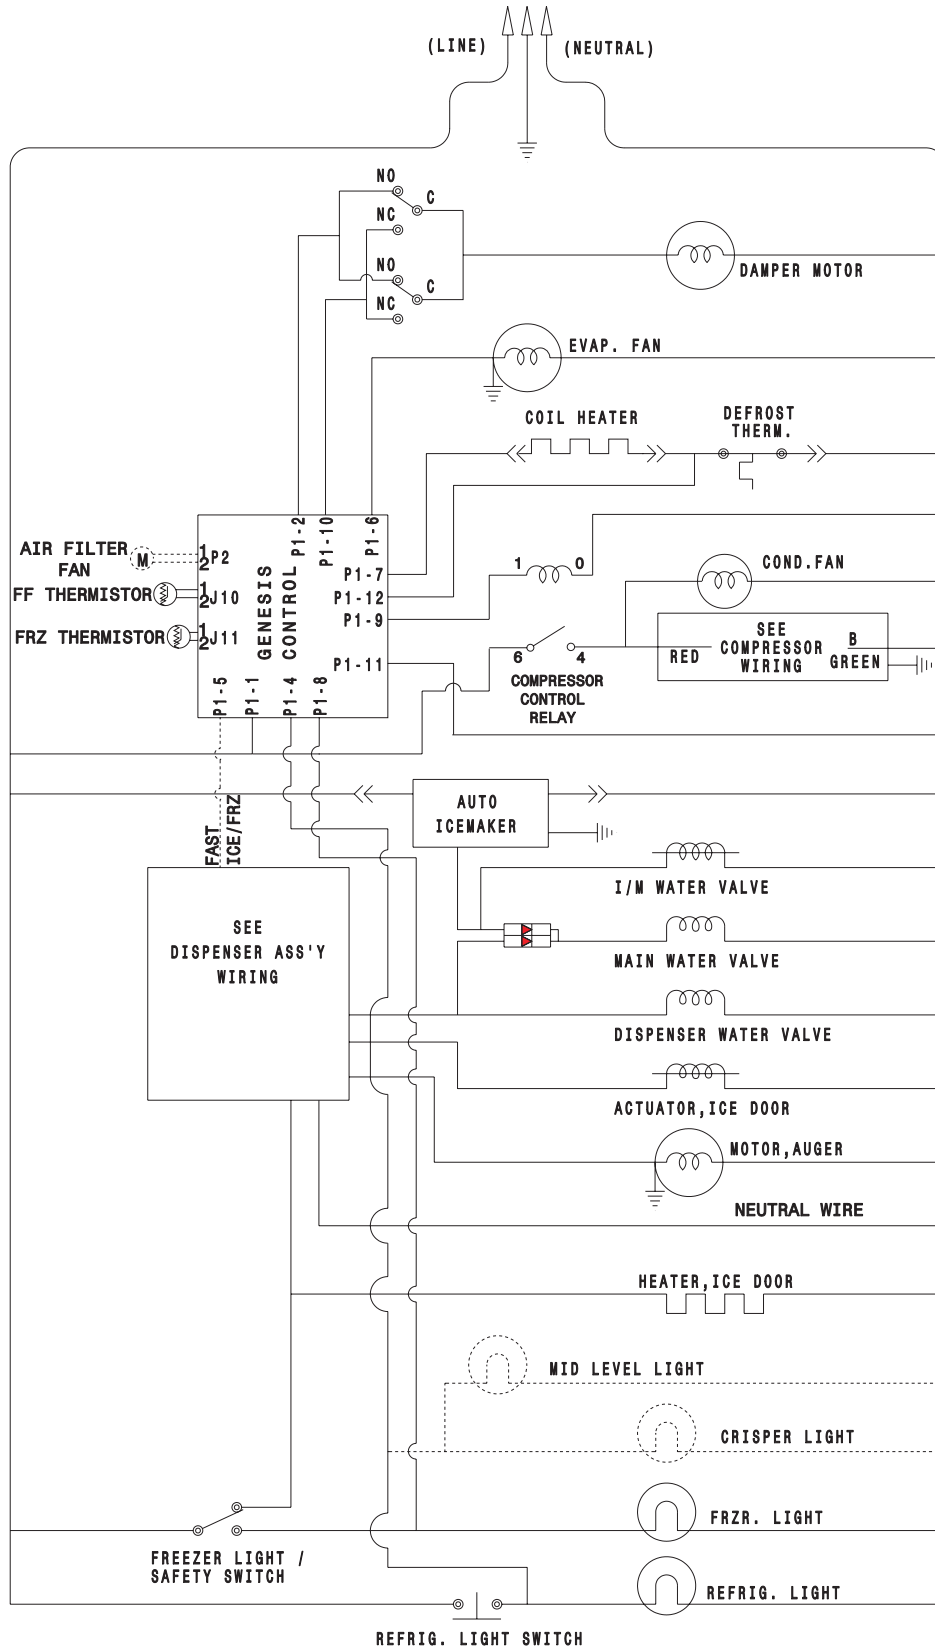 (LINE)
(NEUTRAL)
NO
C
NC
NO
C
NC
DAMPER MOTOR
EVAP. FAN
COIL HEATER
DEFROST
THERM.
P1-2
P1-10
P1-6
AIR FILTER
FAN
M
1
2
P2
FF THERMISTOR
1
2
J10
FRZ THERMISTOR
1
2
J11
GENESIS
CONTROL
P1-7
P1-12
P1-9
P1-11
P1-5
P1-1
P1-4
P1-8
1
0
COND.FAN
6
4
COMPRESSOR
CONTROL
RELAY
RED
SEE
COMPRESSOR
WIRING
B
GREEN
FAST
ICE/FRZ
AUTO
ICEMAKER
I/M WATER VALVE
SEE
DISPENSER ASS'Y
WIRING
MAIN WATER VALVE
DISPENSER WATER VALVE
ACTUATOR,ICE DOOR
MOTOR,AUGER
NEUTRAL WIRE
HEATER,ICE DOOR
MID LEVEL LIGHT
CRISPER LIGHT
FRZR. LIGHT
FREEZER LIGHT /
SAFETY SWITCH
REFRIG. LIGHT
REFRIG. LIGHT SWITCH